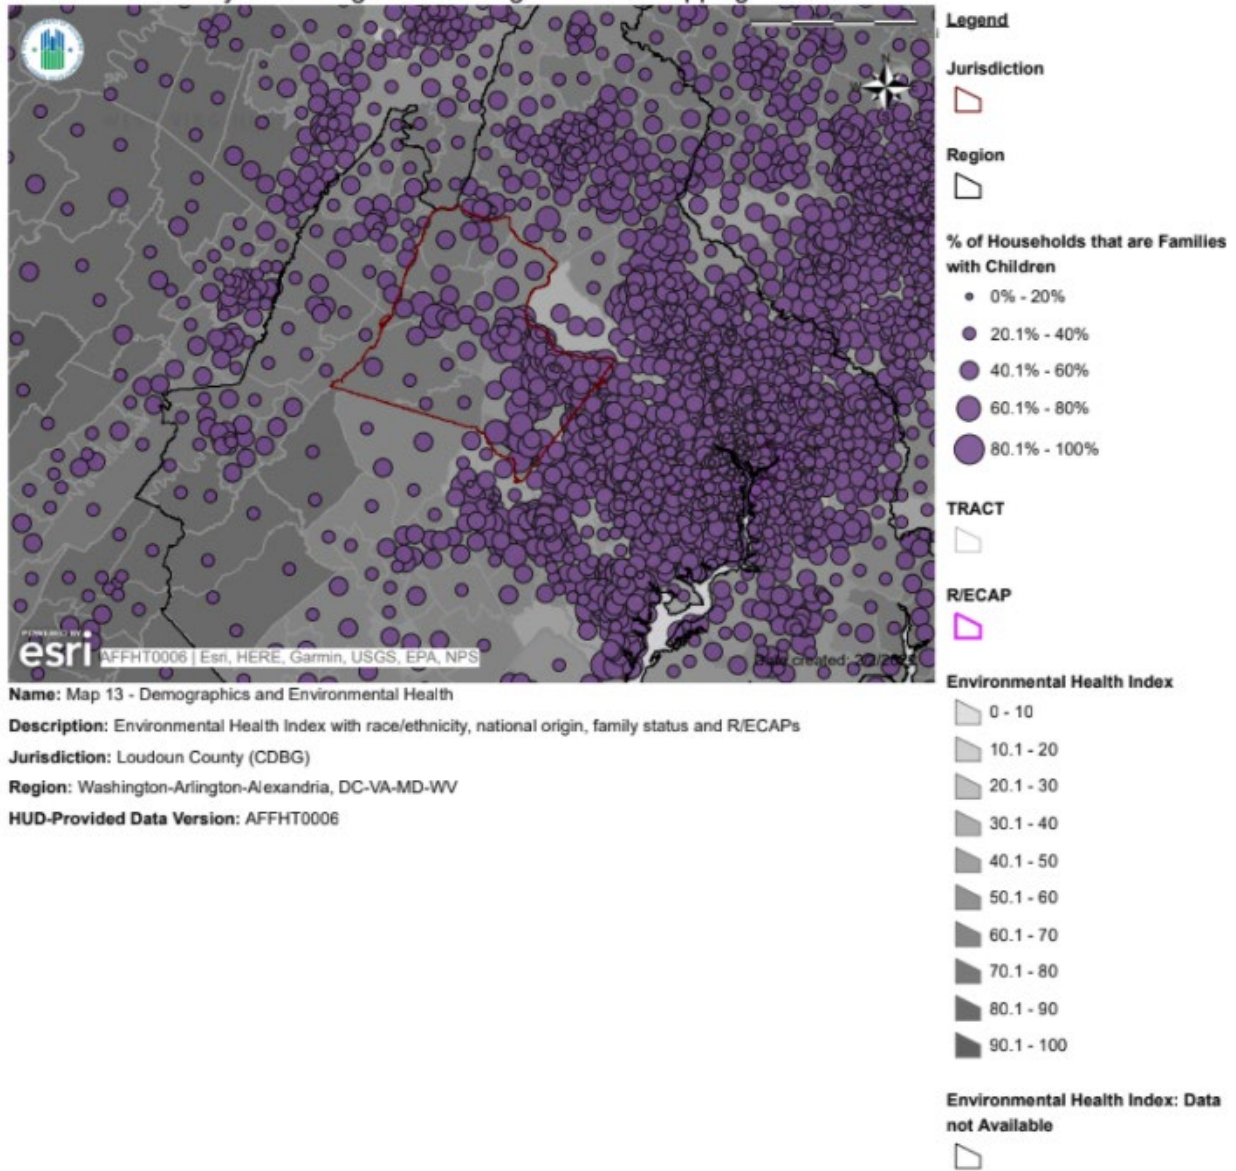 Legend
Jurisdiction
Region
% of Households that are Families
with Children
0% - 20%
20.1% - 40%
40.1% - 60%
60.1% - 80%
80.1% - 100%
TRACT
R/ECAP
Environmental Health Index
0 - 10
10.1 - 20
20.1 - 30
30.1 - 40
40.1 - 50
50.1 - 60
60.1 - 70
70.1 - 80
80.1 - 90
90.1 - 100
Environmental Health Index: Data
not Available
N
POWERED BY
esri
AFFHT0006 | Esri, HERE, Garmin, USGS, EPA, NPS
Name: Map 13 - Demographics and Environmental Health
Description: Environmental Health Index with race/ethnicity, national origin, family status and R/ECAPs
Jurisdiction: Loudoun County (CDBG)
Region: Washington-Arlington-Alexandria, DC-VA-MD-WV
HUD-Provided Data Version: AFFHT0006